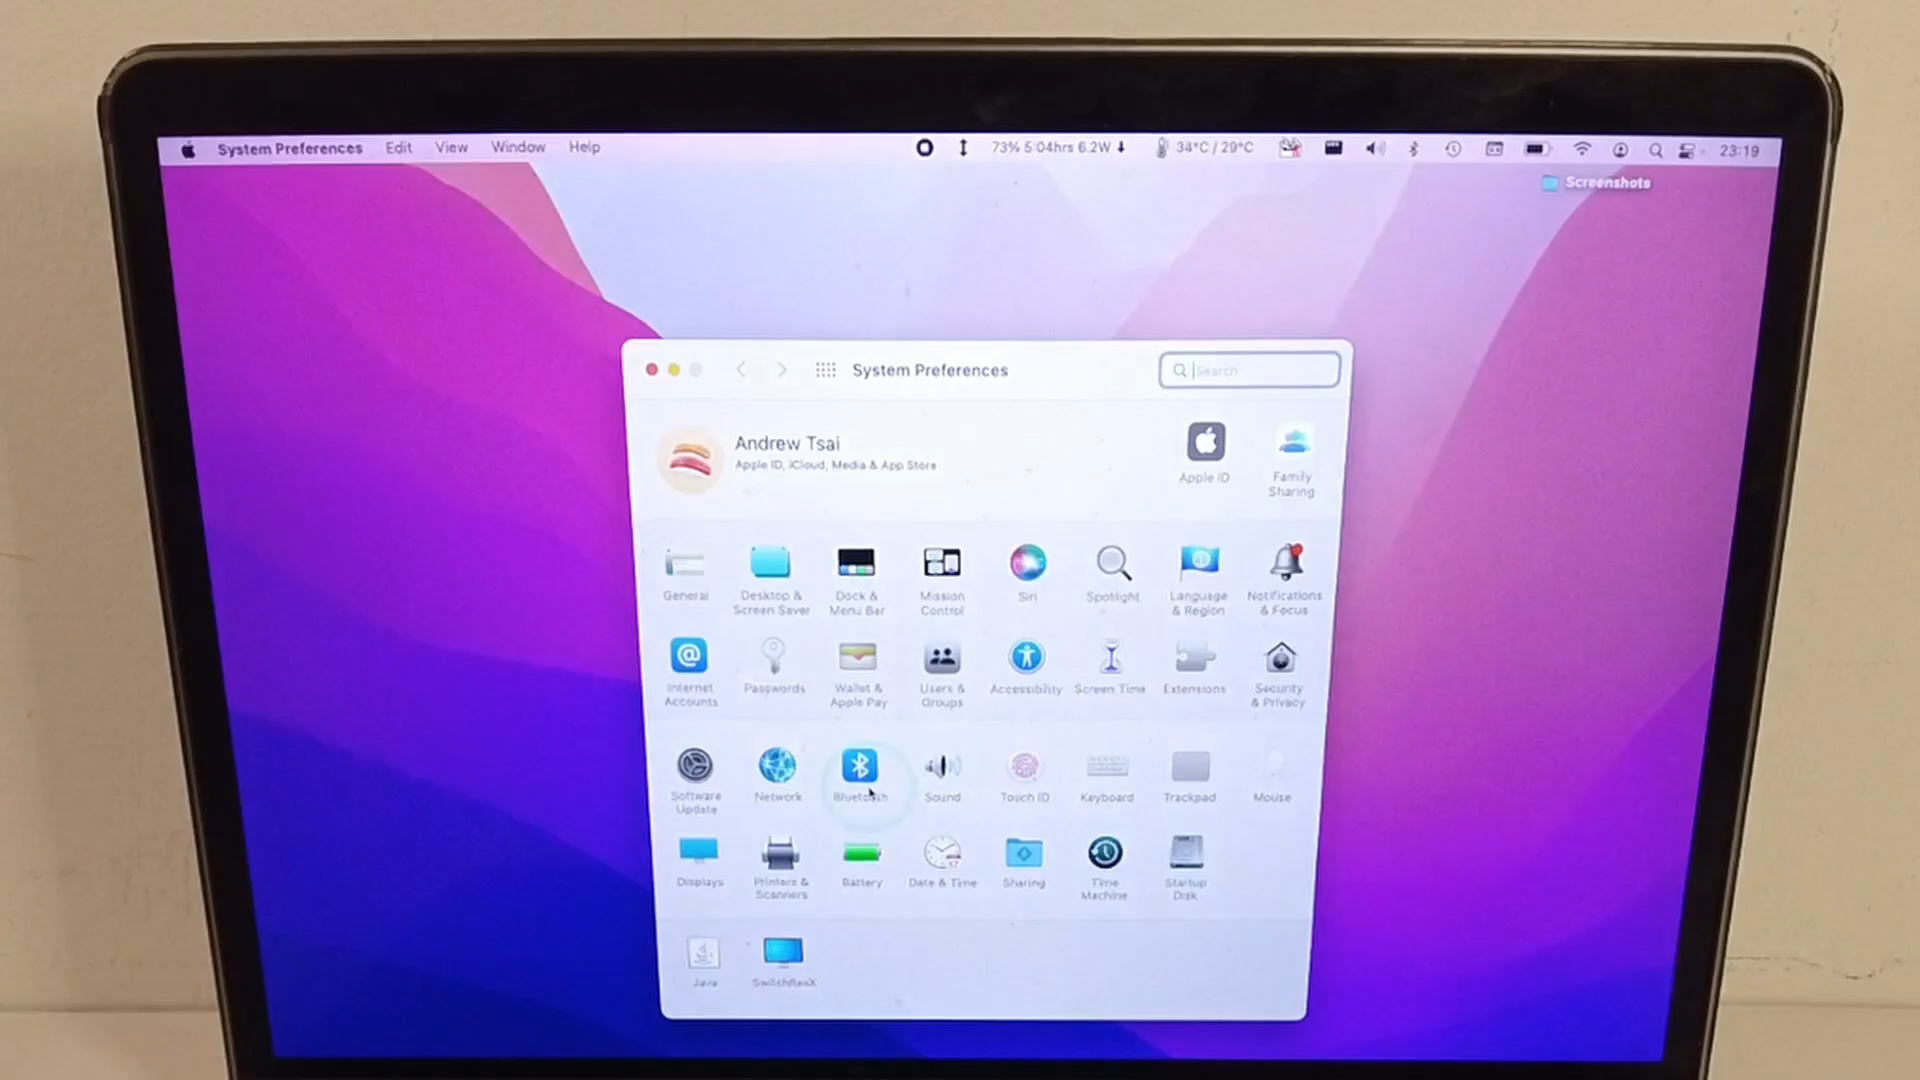 System Preferences Edit View Window Help 73% 5:04hrs 6.2W 34°C / 29°C 23:19
Screenshots
System Preferences
Search
Andrew Tsai
Apple ID, iCloud, Media & App Store
Apple ID
Family
Sharing
General
Desktop &
Screen Saver
Dock &
Menu Bar
Mission
Control
Siri
Spotlight
Language
& Region
Notifications
& Focus
Internet
Accounts
Passwords
Wallet &
Apple Pay
Users &
Groups
Accessibility
Screen Time
Extensions
Security
& Privacy
Software
Update
Network
Bluetooth
Sound
Touch ID
Keyboard
Trackpad
Mouse
Displays
Printers &
Scanners
Battery
Date & Time
Sharing
Time
Machine
Startup
Disk
Java
SwitchResX